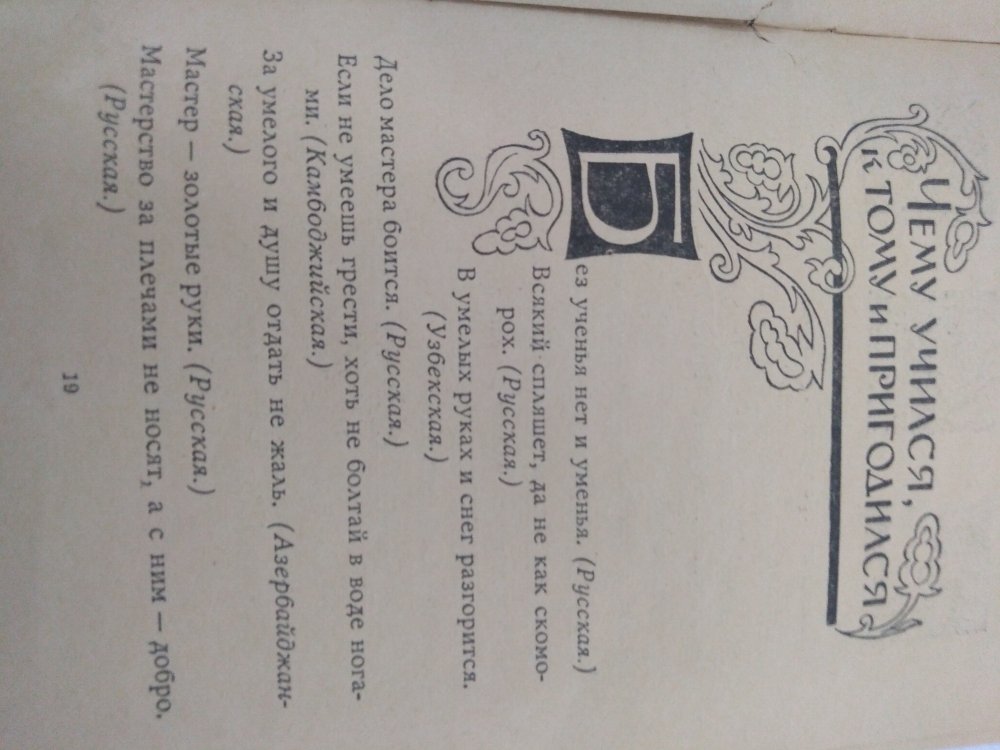 Чему учился,
к тому и пригодился
Без ученья нет и уменья. (Русская.)
Всякий спляшет, да не как скомо-
рох. (Русская.)
В умелых руках и снег разгорится.
(Узбекская.)
Дело мастера боится. (Русская.)
Если не умеешь грести, хоть не болтай в воде нога-
ми. (Камбоджийская.)
За умелого и душу отдать не жаль. (Азербайджан-
ская.)
Мастер — золотые руки. (Русская.)
Мастерство за плечами не носят, а с ним — добро.
(Русская.)
19